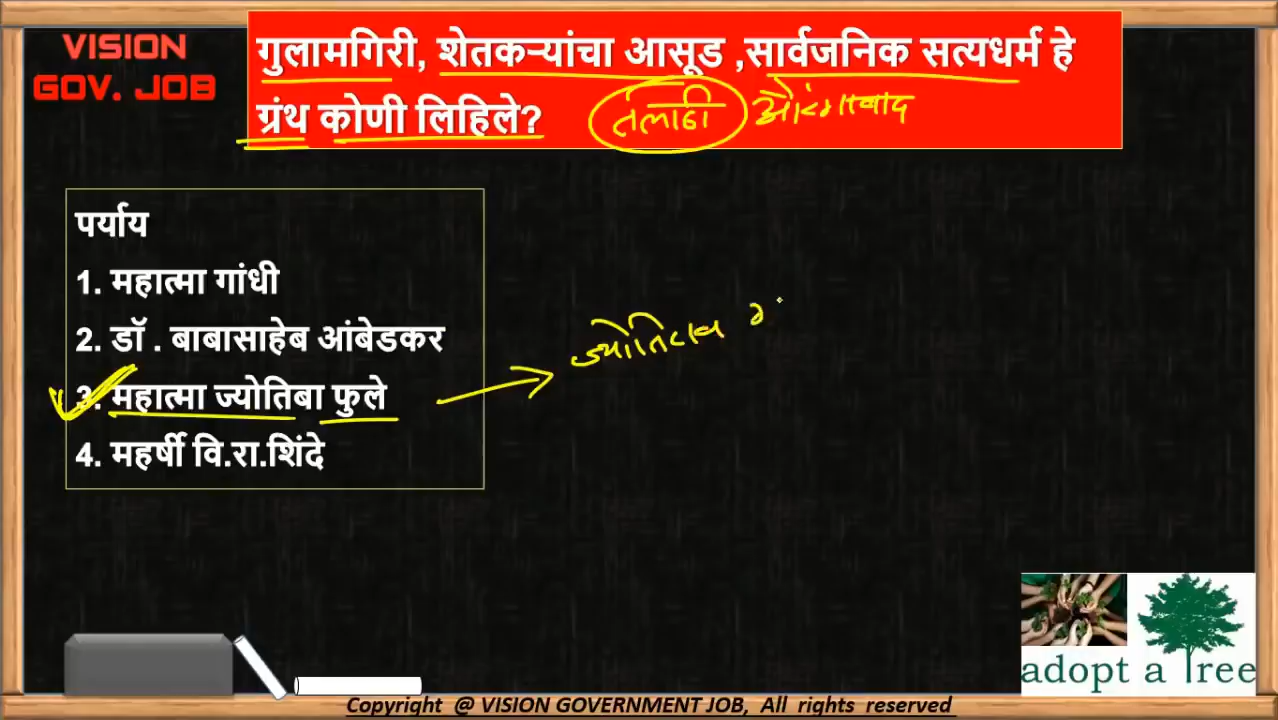 VISION
GOV. JOB
गुलामगिरी, शेतकऱ्यांचा आसूड ,सार्वजनिक सत्यधर्म हे
ग्रंथ कोणी लिहिले? तलाठी औरंगाबाद
पर्याय
1. महात्मा गांधी
2. डॉ . बाबासाहेब आंबेडकर
3. महात्मा ज्योतिबा फुले
ज्योतिराव
4. महर्षी वि.रा.शिंदे
adopt a Tree
Copyright @ VISION GOVERNMENT JOB, All rights reserved